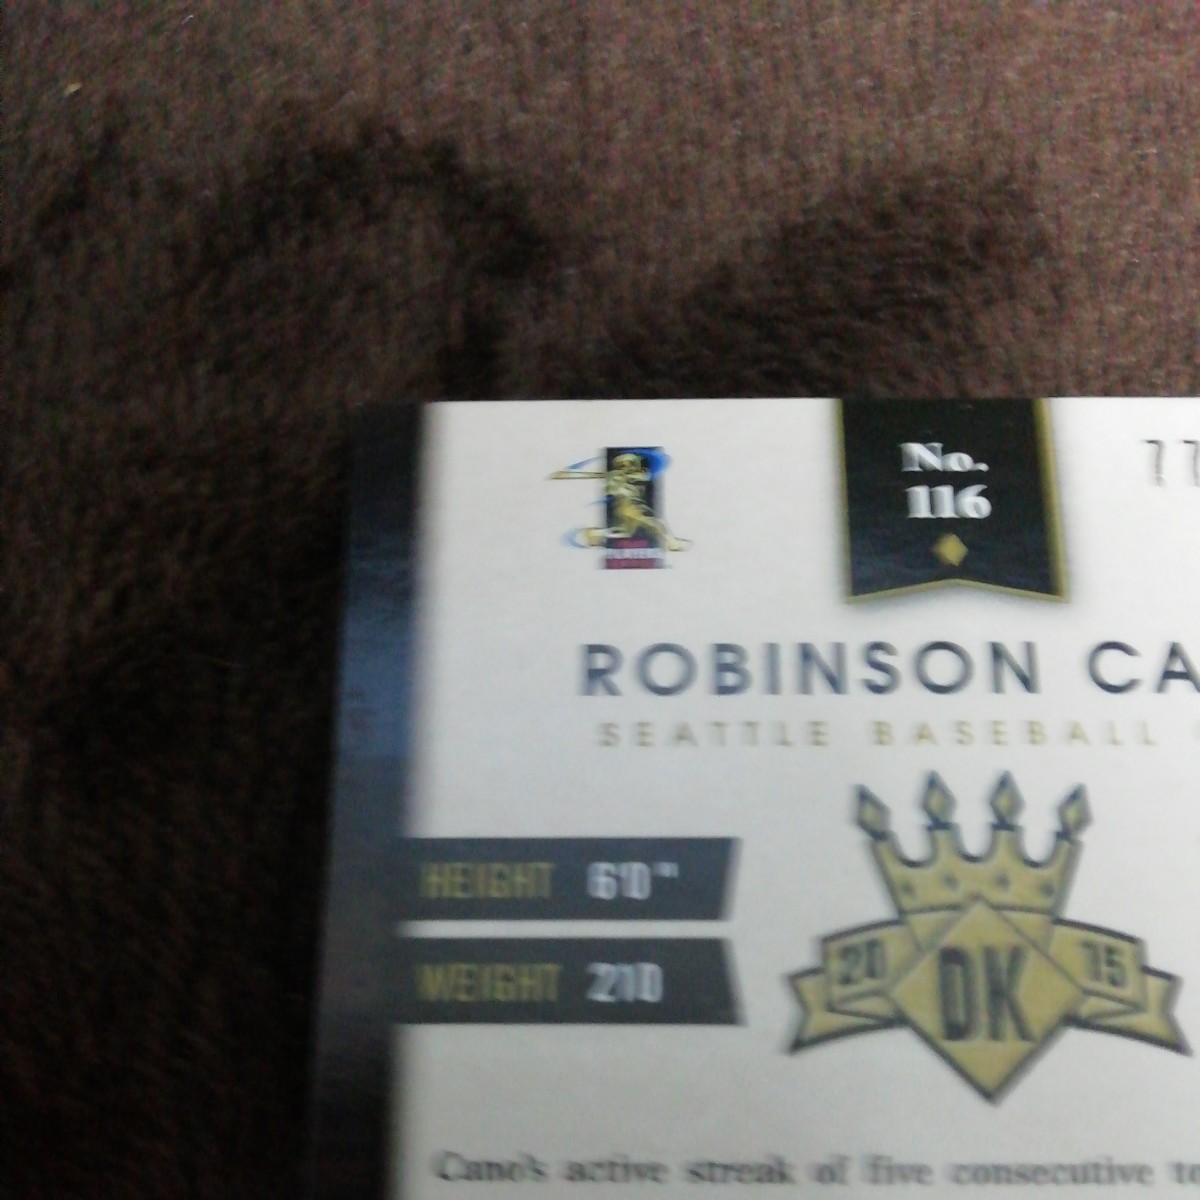 No.
116
ROBINSON CA
SEATTLE BASEBALL
HEIGHT 6'0"
WEIGHT 210
20 DK 15
Cano's active streak of five consecutive to